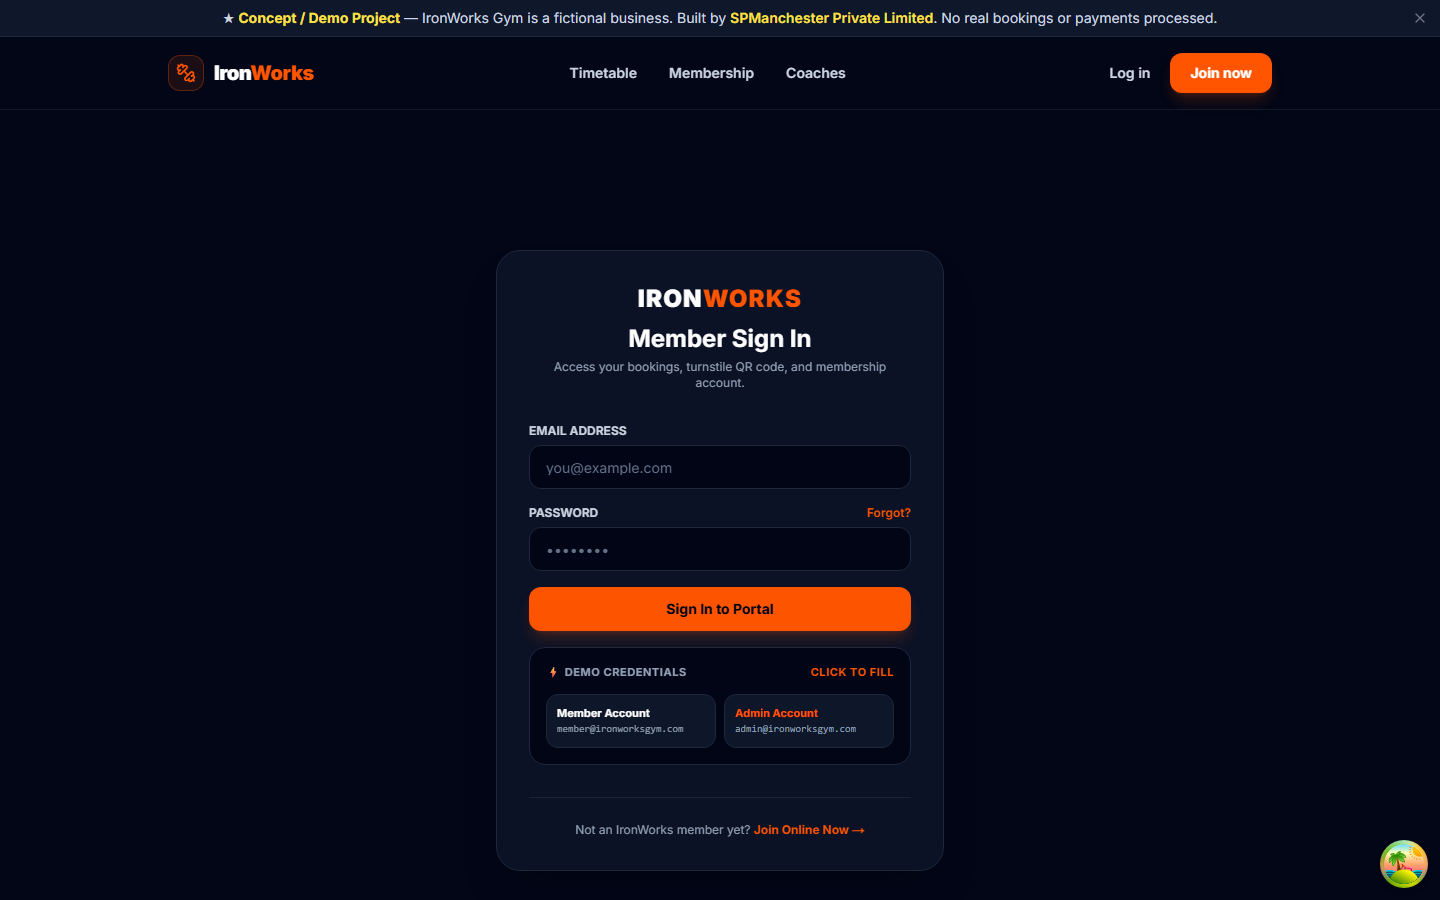 ★ Concept / Demo Project — IronWorks Gym is a fictional business. Built by SPManchester Private Limited. No real bookings or payments processed.
IronWorks
Timetable Membership Coaches
Log in Join now
IRONWORKS
Member Sign In
Access your bookings, turnstile QR code, and membership
account.
EMAIL ADDRESS
you@example.com
PASSWORD Forgot?
••••••••
Sign In to Portal
DEMO CREDENTIALS CLICK TO FILL
Member Account
member@ironworksgym.com
Admin Account
admin@ironworksgym.com
Not an IronWorks member yet? Join Online Now →